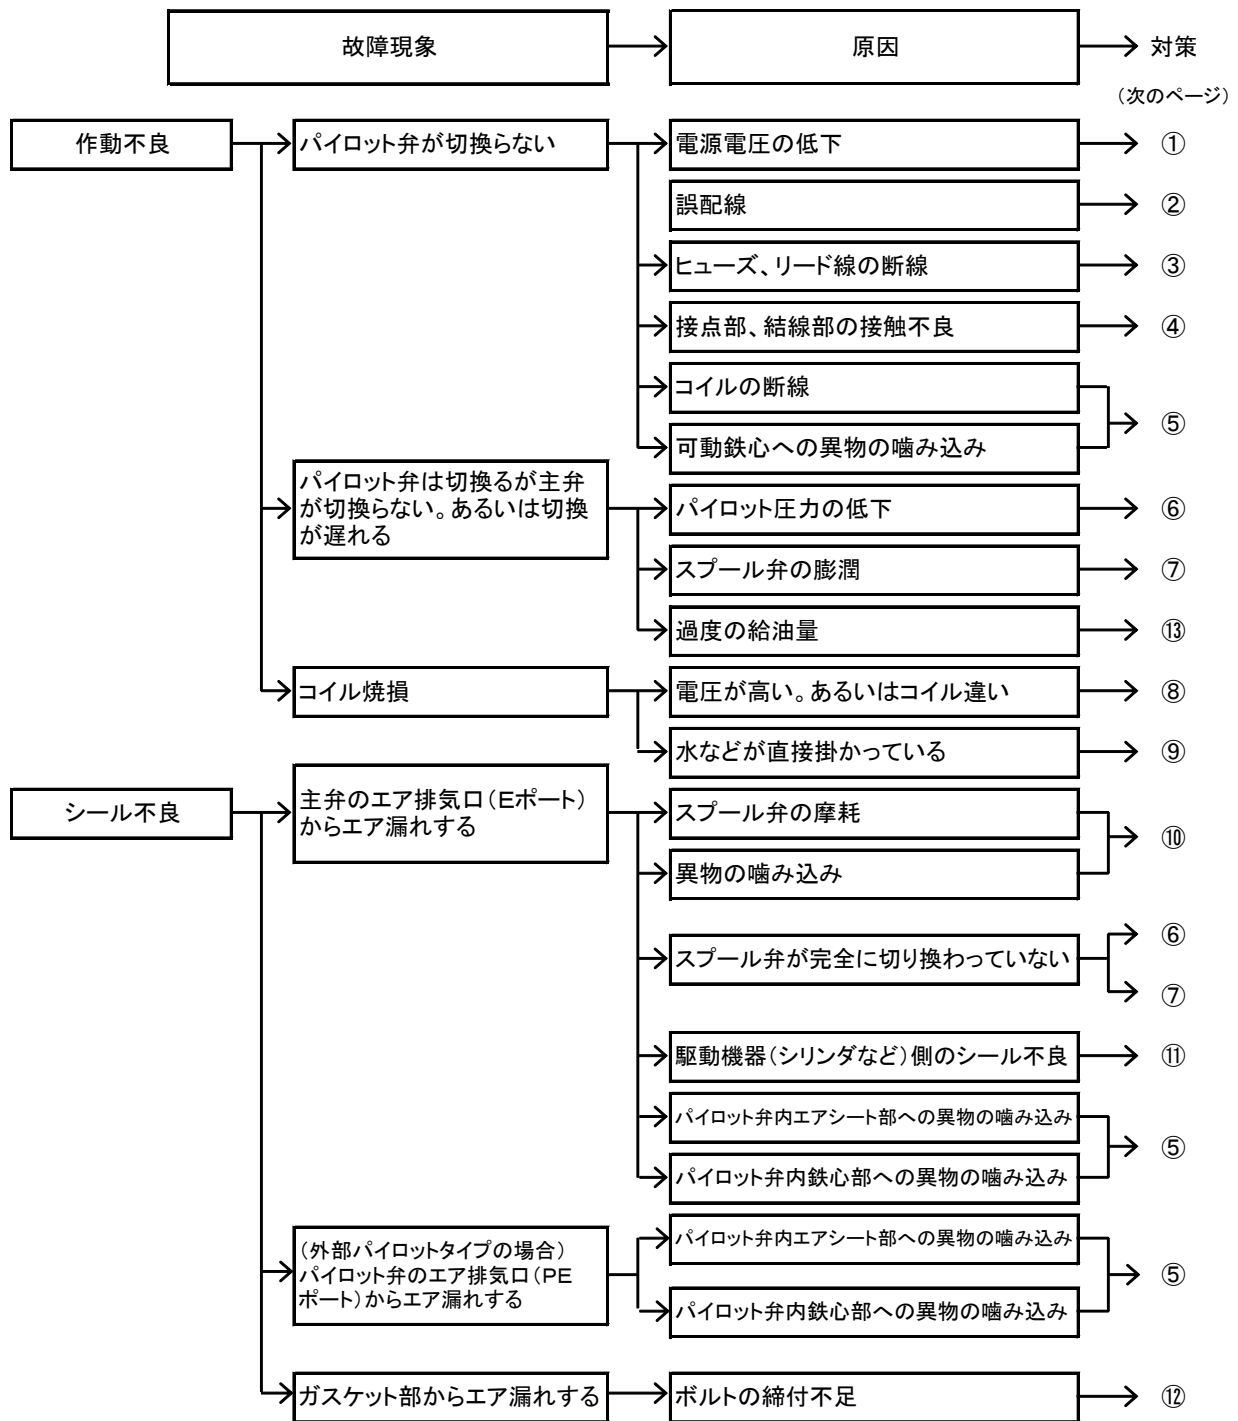 故障現象
原因
対策
(次のページ)
作動不良
パイロット弁が切換らない
電源電圧の低下
①
誤配線
②
ヒューズ、リード線の断線
③
接点部、結線部の接触不良
④
コイルの断線
可動鉄心への異物の噛み込み
⑤
パイロット弁は切換るが主弁
が切換らない。あるいは切換
が遅れる
パイロット圧力の低下
⑥
スプール弁の膨潤
⑦
過度の給油量
⑬
コイル焼損
電圧が高い。あるいはコイル違い
⑧
水などが直接掛かっている
⑨
シール不良
主弁のエア排気口(Eポート)
からエア漏れする
スプール弁の摩耗
異物の噛み込み
⑩
スプール弁が完全に切り換わっていない
⑥
⑦
駆動機器(シリンダなど)側のシール不良
⑪
パイロット弁内エアシート部への異物の噛み込み
パイロット弁内鉄心部への異物の噛み込み
⑤
(外部パイロットタイプの場合)
パイロット弁のエア排気口(PE
ポート)からエア漏れする
パイロット弁内エアシート部への異物の噛み込み
パイロット弁内鉄心部への異物の噛み込み
⑤
ガスケット部からエア漏れする
ボルトの締付不足
⑫